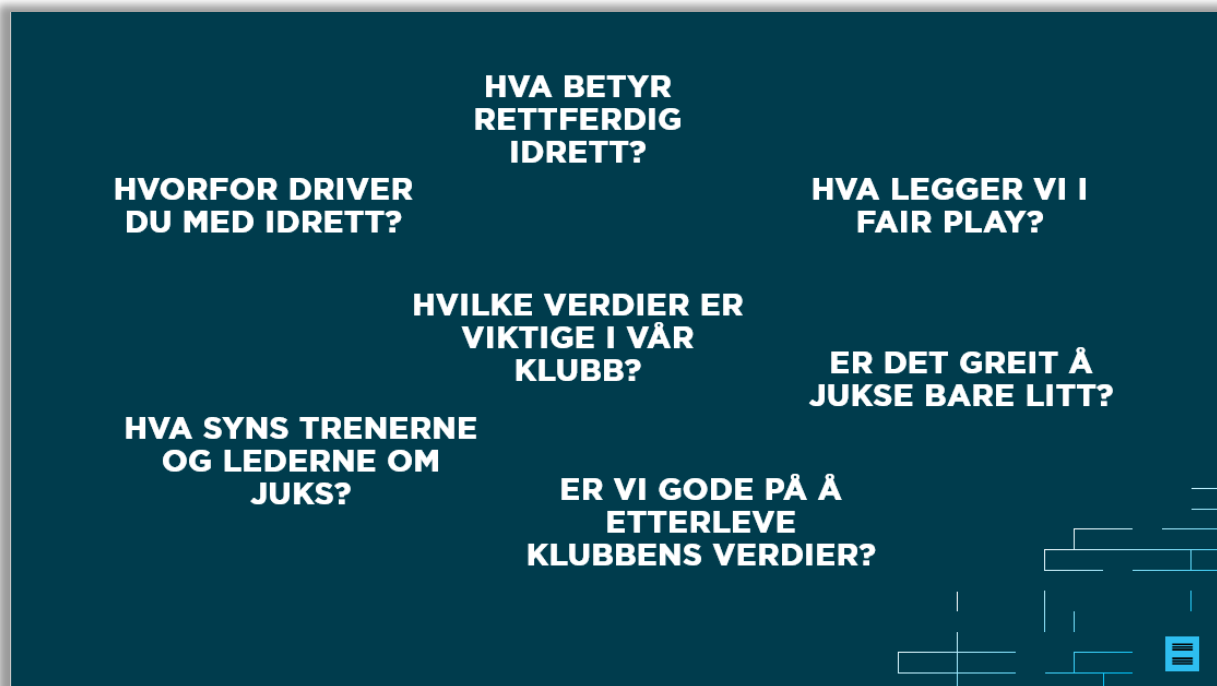 HVA BETYR
RETTFERDIG
IDRETT?
HVORFOR DRIVER
DU MED IDRETT?
HVA LEGGER VI I
FAIR PLAY?
HVILKE VERDIER ER
VIKTIGE I VÅR
KLUBB?
ER DET GREIT Å
JUKSE BARE LITT?
HVA SYNS TRENERNE
OG LEDERNE OM
JUKS?
ER VI GODE PÅ Å
ETTERLEVE
KLUBBENS VERDIER?